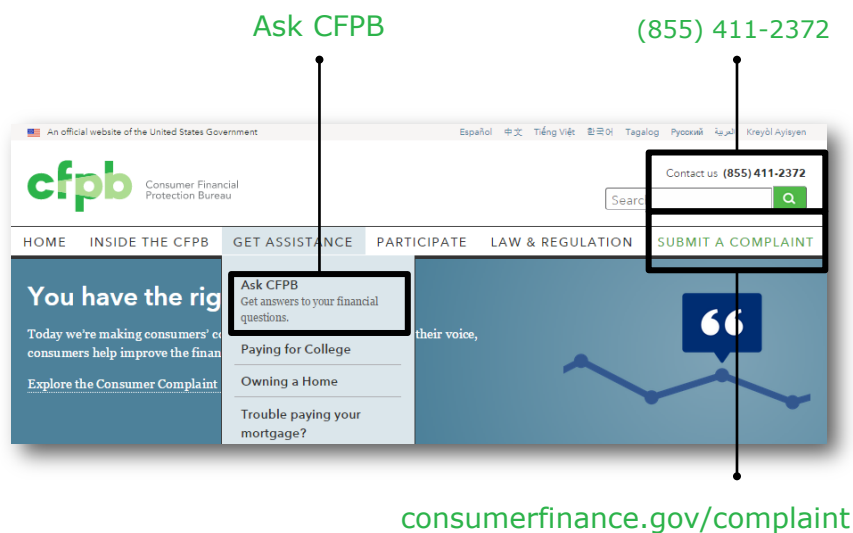 Ask CFPB
(855) 411-2372
An official website of the United States Government
Español 中文 Tiếng Việt 한국어 Tagalog Pусский العربية Kreyòl Ayisyen
cfpb
Consumer Financial
Protection Bureau
Contact us (855) 411-2372
Search
HOME INSIDE THE CFPB GET ASSISTANCE PARTICIPATE LAW & REGULATION SUBMIT A COMPLAINT
You have the rig
Today we're making consumers' co their voice,
consumers help improve the finan
Explore the Consumer Complaint
Ask CFPB
Get answers to your financial
questions.
Paying for College
Owning a Home
Trouble paying your
mortgage?
consumerfinance.gov/complaint